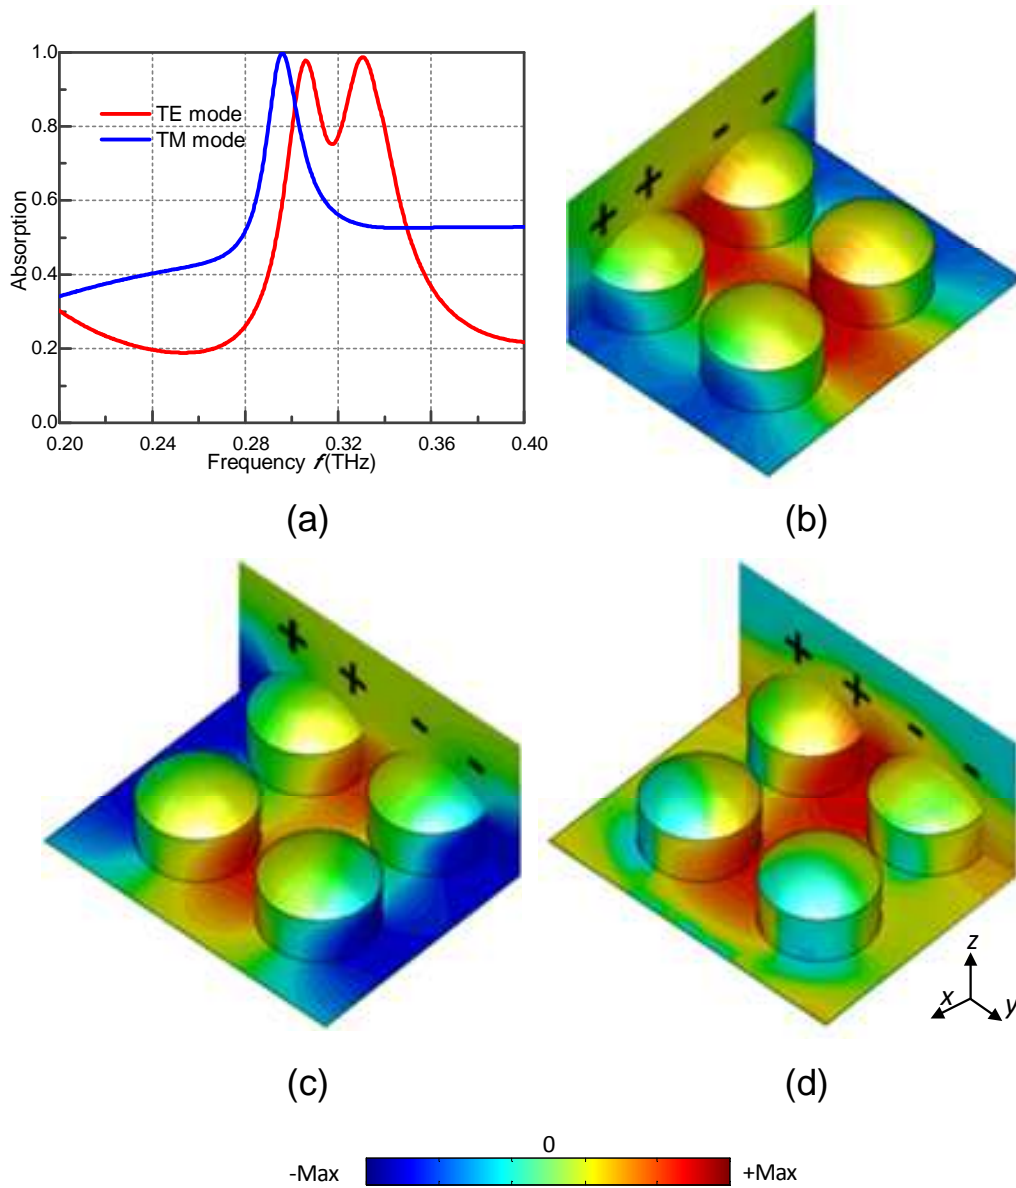 1.0
0.8
0.6
0.4
0.2
0.0
Absorption
TE mode
TM mode
0.20 0.24 0.28 0.32 0.36 0.40
Frequency f(THz)
(a)
+ + - -
(b)
+ + - -
(c)
+ + - -
z
x
y
(d)
0
-Max
+Max